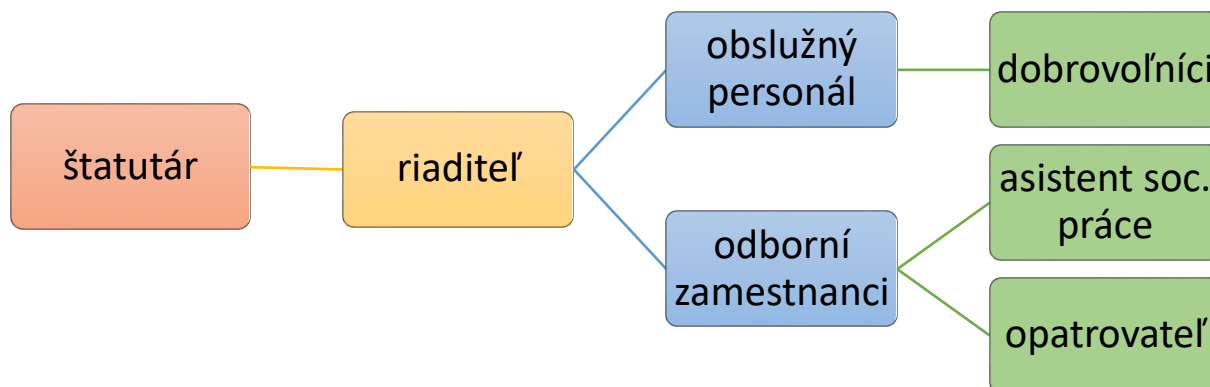 štatutár
riaditeľ
obslužný
personál
dobrovoľníci
odborní
zamestnanci
asistent soc.
práce
opatrovateľ